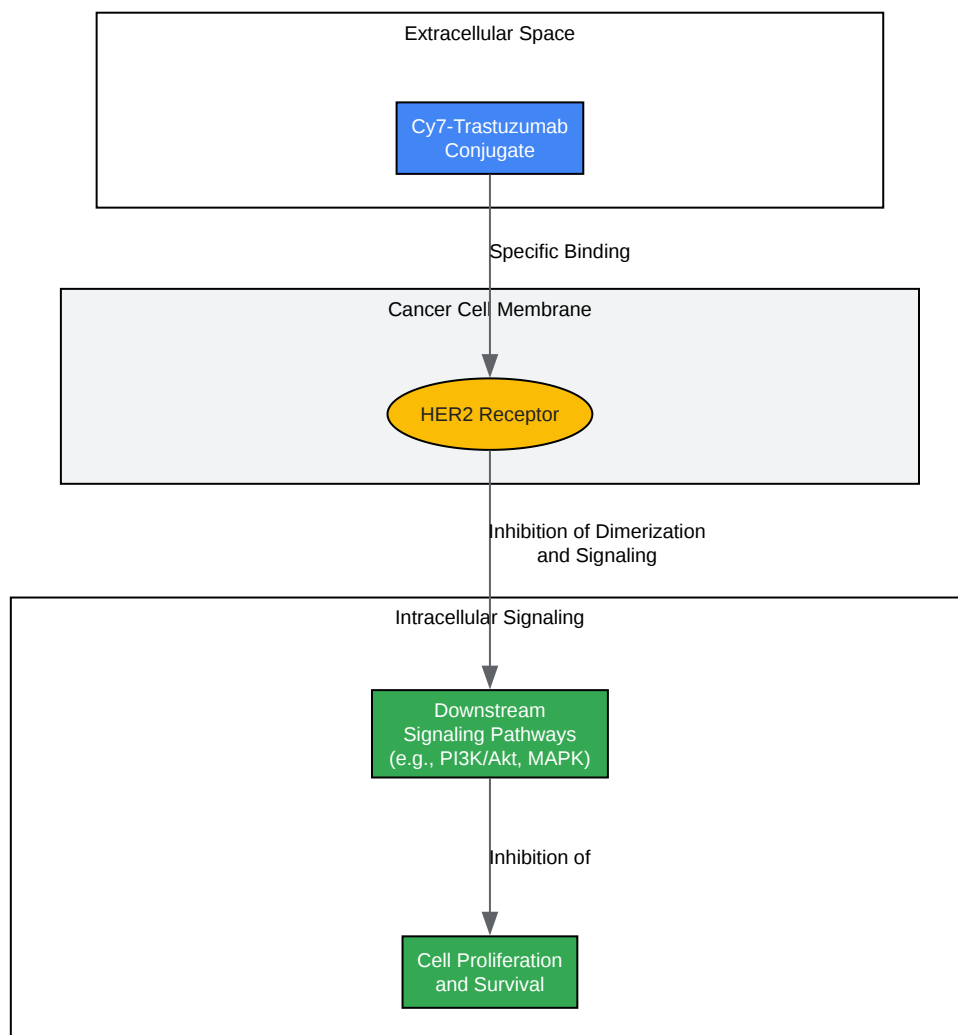 Extracellular Space
Cy7-Trastuzumab
Conjugate
Specific Binding
Cancer Cell Membrane
HER2 Receptor
Inhibition of Dimerization
and Signaling
Intracellular Signaling
Downstream
Signaling Pathways
(e.g., PI3K/Akt, MAPK)
Inhibition of
Cell Proliferation
and Survival